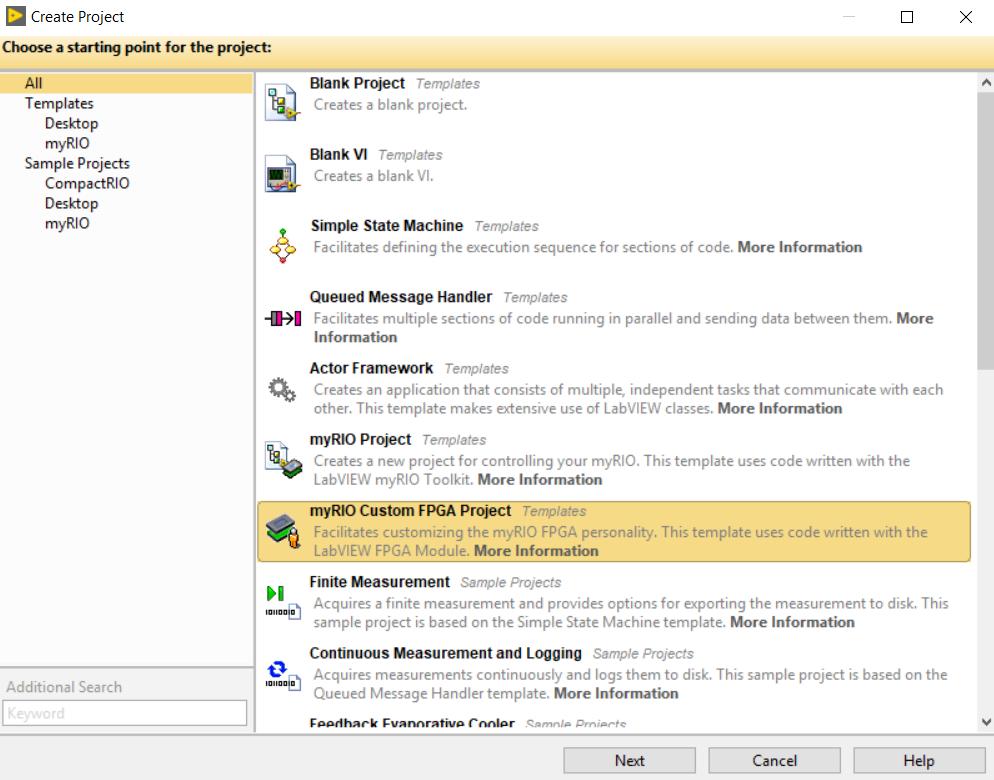 Create Project
Choose a starting point for the project:
All
Templates
Desktop
myRIO
Sample Projects
CompactRIO
Desktop
myRIO
Additional Search
Keyword
Blank Project Templates
Creates a blank project.
Blank VI Templates
Creates a blank VI.
Simple State Machine Templates
Facilitates defining the execution sequence for sections of code. More Information
Queued Message Handler Templates
Facilitates multiple sections of code running in parallel and sending data between them. More
Information
Actor Framework Templates
Creates an application that consists of multiple, independent tasks that communicate with each
other. This template makes extensive use of LabVIEW classes. More Information
myRIO Project Templates
Creates a new project for controlling your myRIO. This template uses code written with the
LabVIEW myRIO Toolkit. More Information
myRIO Custom FPGA Project Templates
Facilitates customizing the myRIO FPGA personality. This template uses code written with the
LabVIEW FPGA Module. More Information
Finite Measurement Sample Projects
Acquires a finite measurement and provides options for exporting the measurement to disk. This
sample project is based on the Simple State Machine template. More Information
Continuous Measurement and Logging Sample Projects
Acquires measurements continuously and logs them to disk. This sample project is based on the
Queued Message Handler template. More Information
Feedback Evaporative Cooler Sample Projects
Next
Cancel
Help